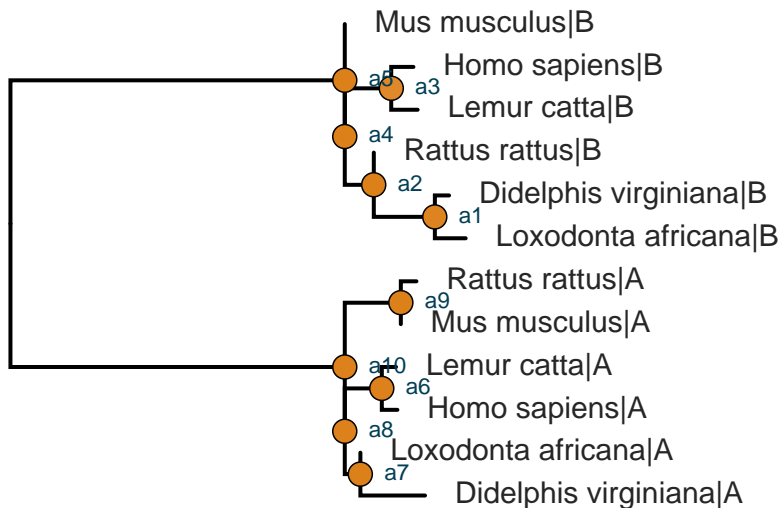 Mus musculus|B
Homo sapiens|B
a5
a3
Lemur catta|B
a4
Rattus rattus|B
a2
Didelphis virginiana|B
a1
Loxodonta africana|B
Rattus rattus|A
a9
Mus musculus|A
a10
Lemur catta|A
a6
Homo sapiens|A
a8
Loxodonta africana|A
a7
Didelphis virginiana|A